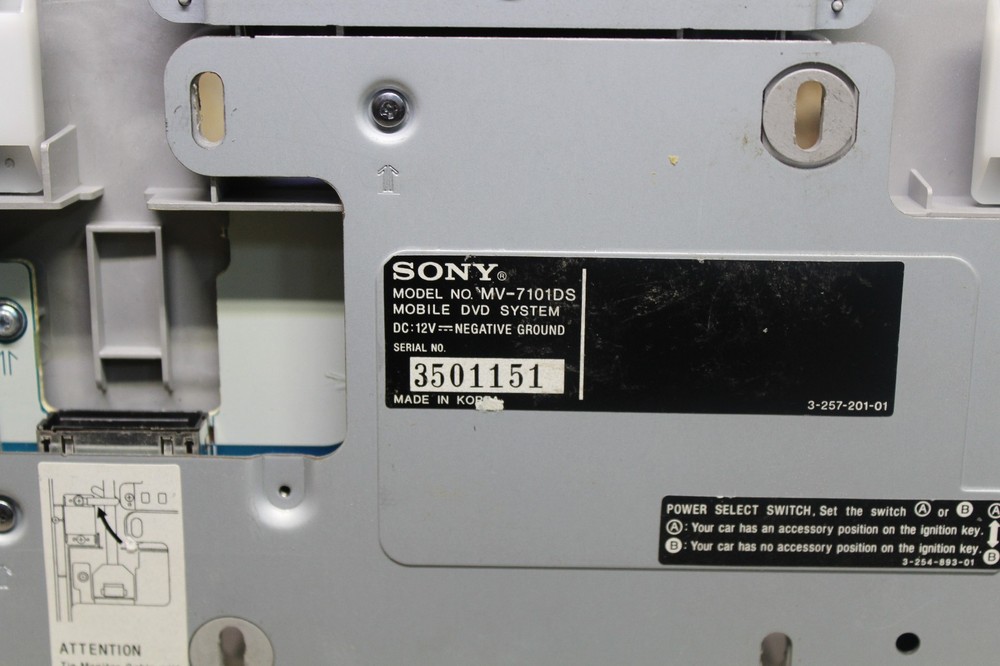 SONY®
MODEL NO. MV-7101DS
MOBILE DVD SYSTEM
DC:12V⎓NEGATIVE GROUND
SERIAL NO.
3501151
MADE IN KOREA
3-257-201-01
POWER SELECT SWITCH, Set the switch Ⓐ or Ⓑ
Ⓐ: Your car has an accessory position on the ignition key.
Ⓑ: Your car has no accessory position on the ignition key.
3-254-893-01
Ⓐ
Ⓑ
ATTENTION